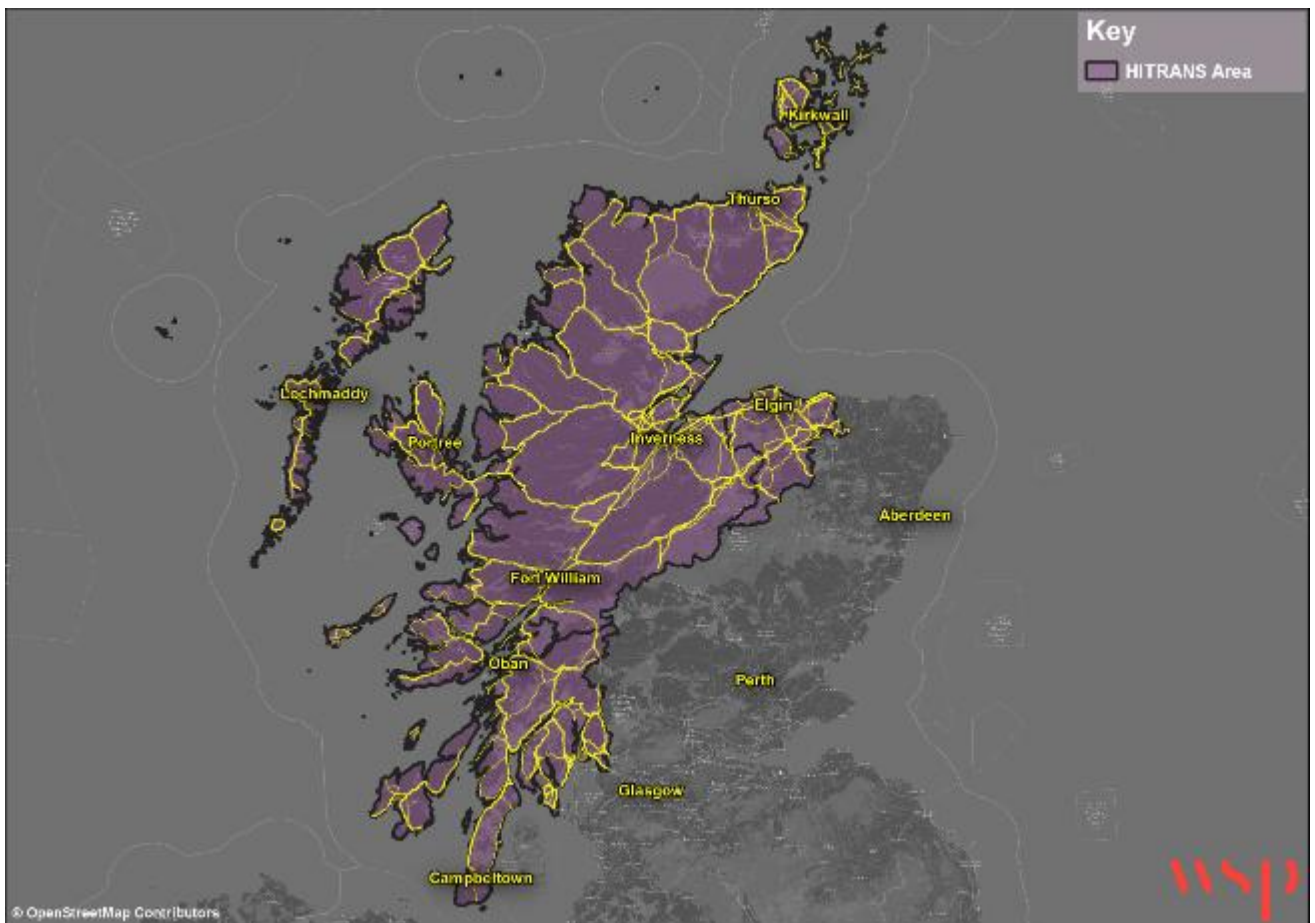 Key
HITRANS Area
Kirkwall
Thurso
Lochmaddy
Elgin
Portree
Inverness
Aberdeen
Fort William
Oban
Perth
Glasgow
Campbeltown
wsp
© OpenStreetMap Contributors